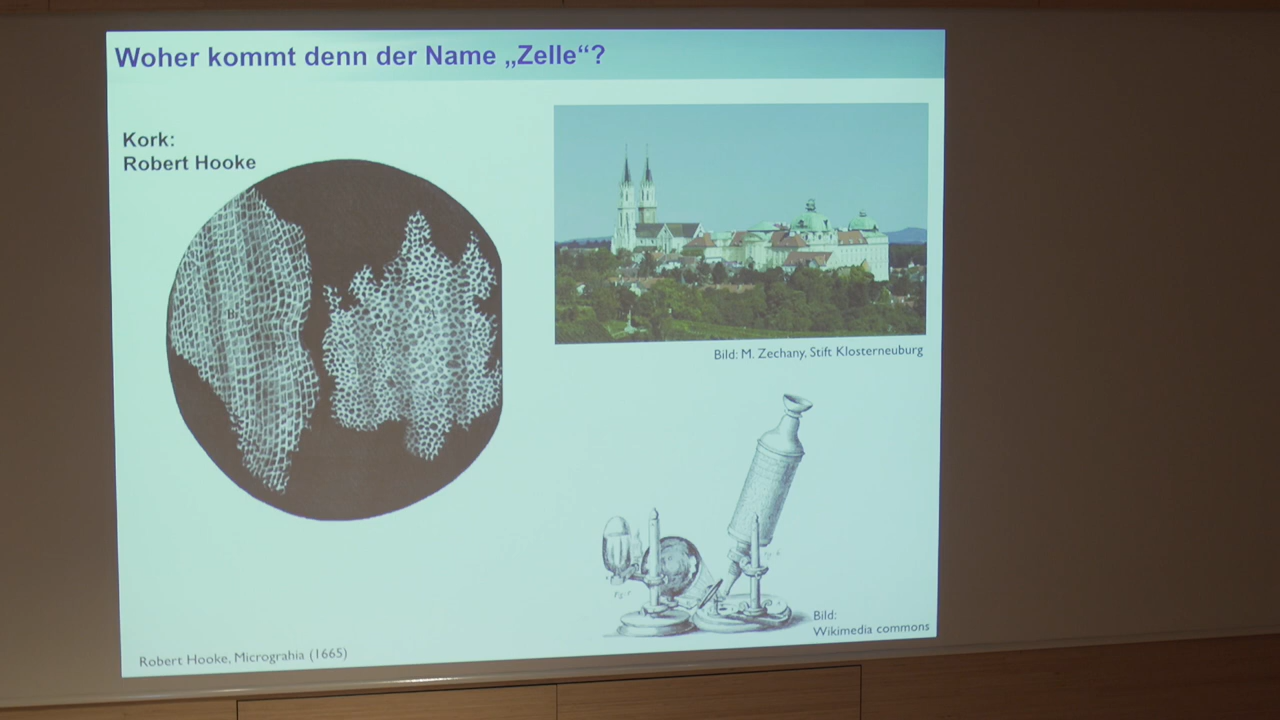 Woher kommt denn der Name „Zelle“?
Kork:
Robert Hooke
Bild: M. Zechany, Stift Klosterneuburg
Bild:
Wikimedia commons
Robert Hooke, Micrograhia (1665)